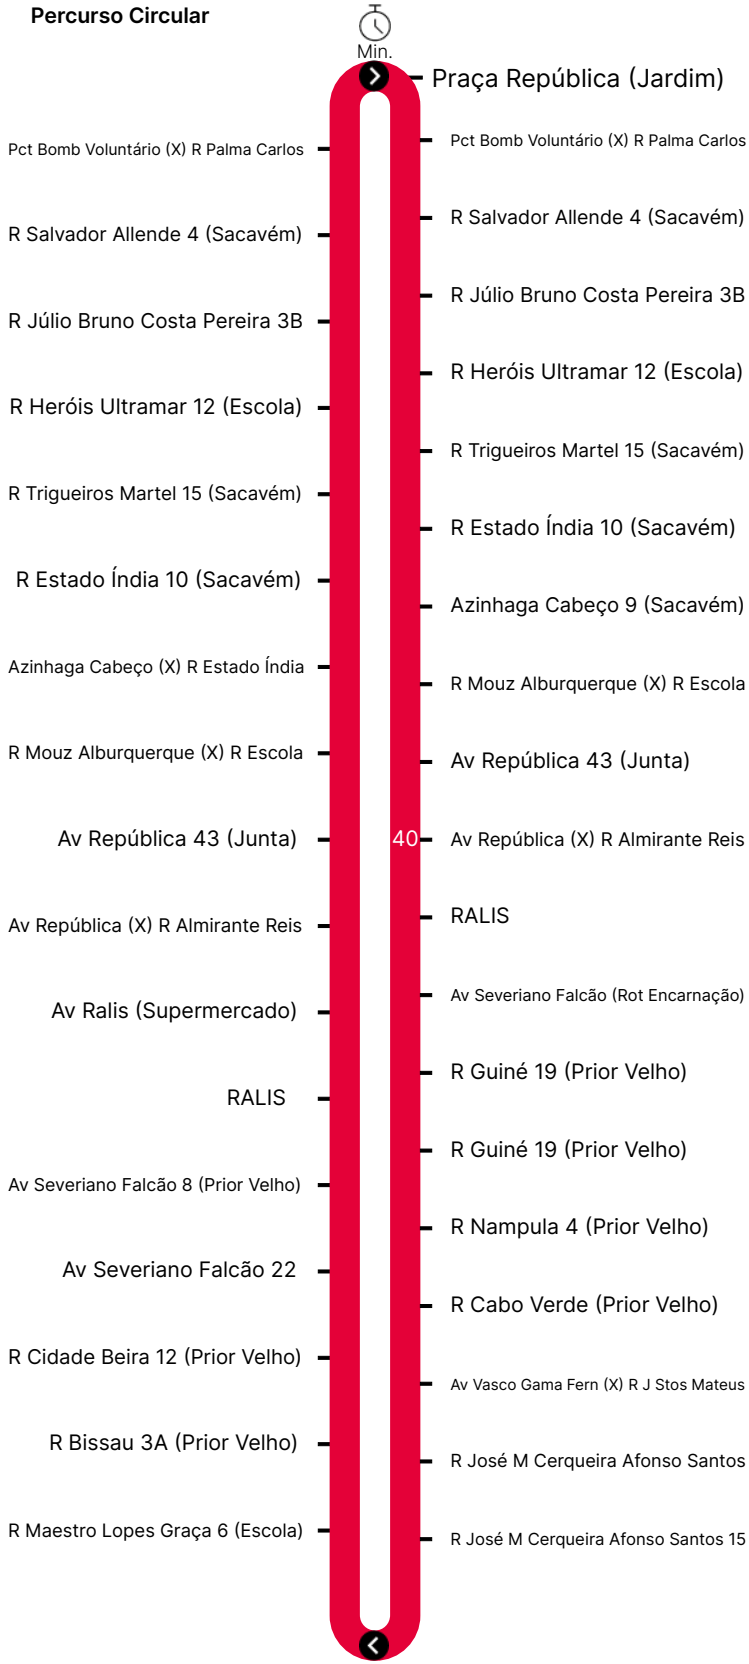 Percurso Circular
Min.
Praça República (Jardim)
Pct Bomb Voluntário (X) R Palma Carlos
R Salvador Allende 4 (Sacavém)
R Júlio Bruno Costa Pereira 3B
R Heróis Ultramar 12 (Escola)
R Trigueiros Martel 15 (Sacavém)
R Estado Índia 10 (Sacavém)
Azinhaga Cabeço 9 (Sacavém)
R Mouz Alburquerque (X) R Escola
Av República 43 (Junta)
40
Av República (X) R Almirante Reis
RALIS
Av Severiano Falcão (Rot Encarnação)
R Guiné 19 (Prior Velho)
R Guiné 19 (Prior Velho)
R Nampula 4 (Prior Velho)
R Cabo Verde (Prior Velho)
Av Vasco Gama Fern (X) R J Stos Mateus
R José M Cerqueira Afonso Santos
R José M Cerqueira Afonso Santos 15
Pct Bomb Voluntário (X) R Palma Carlos
R Salvador Allende 4 (Sacavém)
R Júlio Bruno Costa Pereira 3B
R Heróis Ultramar 12 (Escola)
R Trigueiros Martel 15 (Sacavém)
R Estado Índia 10 (Sacavém)
Azinhaga Cabeço (X) R Estado Índia
R Mouz Alburquerque (X) R Escola
Av República 43 (Junta)
Av República (X) R Almirante Reis
Av Ralis (Supermercado)
RALIS
Av Severiano Falcão 8 (Prior Velho)
Av Severiano Falcão 22
R Cidade Beira 12 (Prior Velho)
R Bissau 3A (Prior Velho)
R Maestro Lopes Graça 6 (Escola)